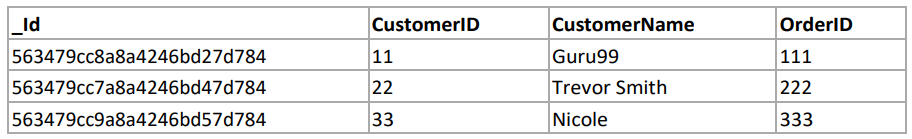 _Id CustomerID CustomerName OrderID
563479cc8a8a4246bd27d784 11 Guru99 111
563479cc7a8a4246bd47d784 22 Trevor Smith 222
563479cc9a8a4246bd57d784 33 Nicole 333